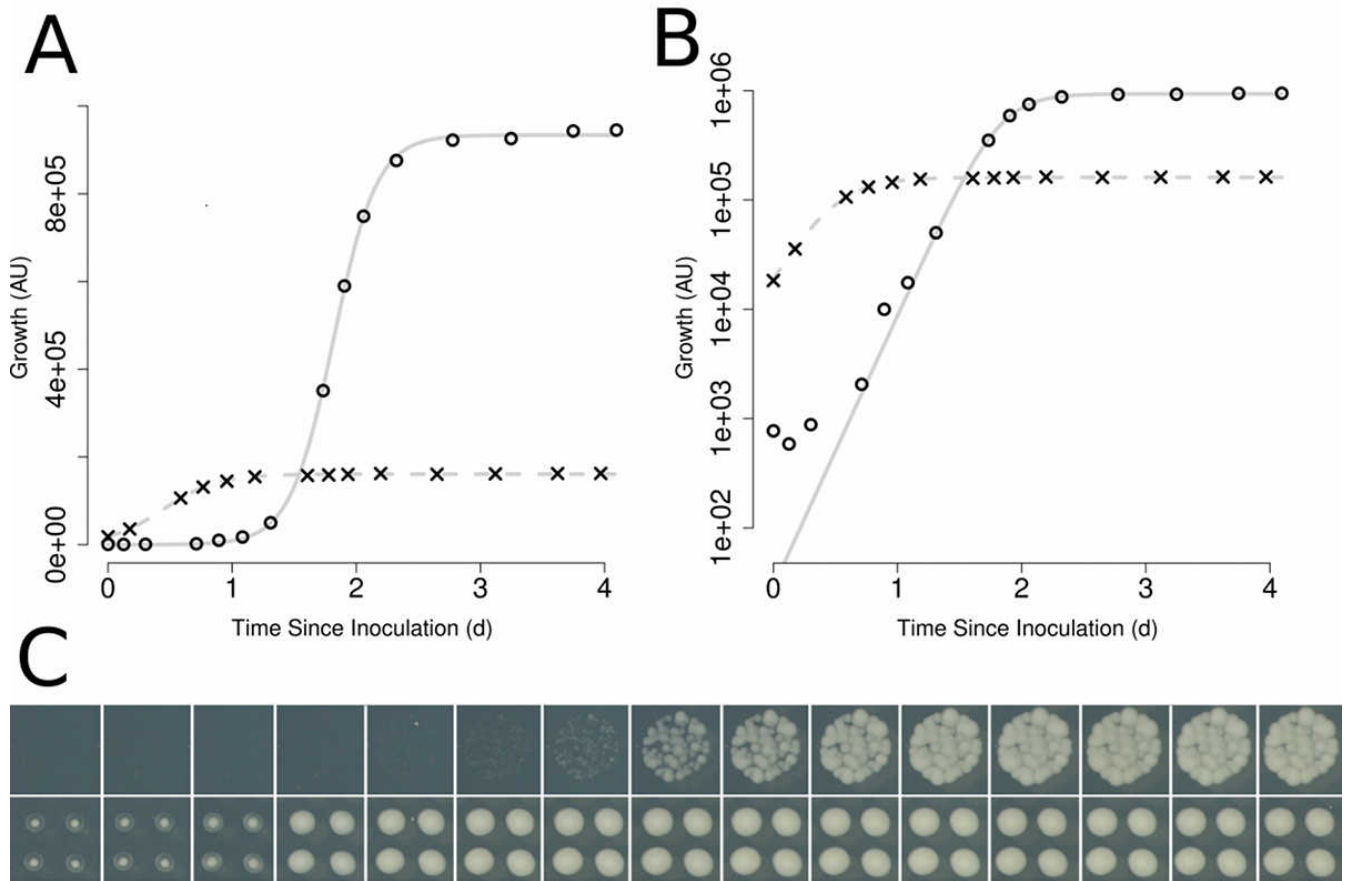 A
B
Growth (AU)
0e+00
4e+05
8e+05
0
1
2
3
4
Time Since Inoculation (d)
Growth (AU)
1e+02
1e+03
1e+04
1e+05
1e+06
0
1
2
3
4
Time Since Inoculation (d)
C